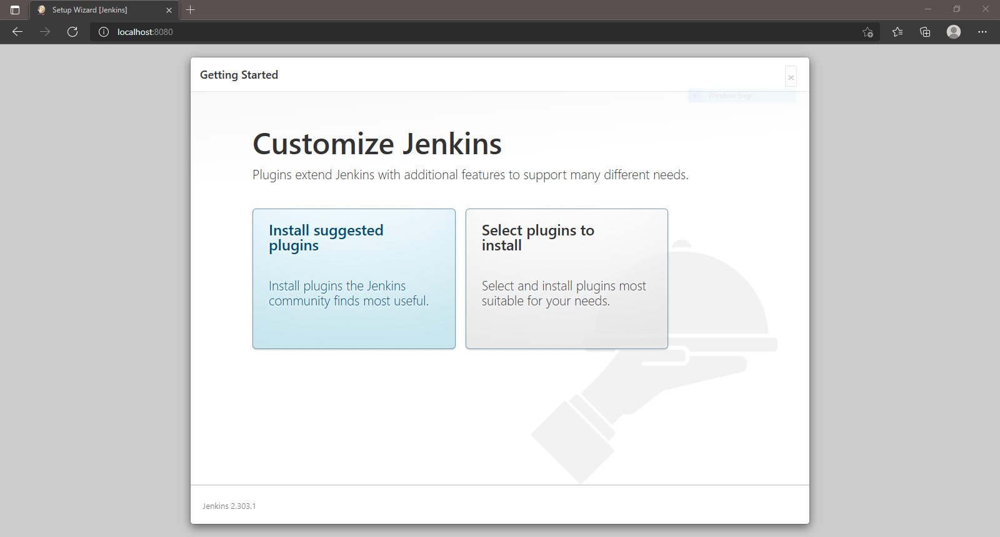 Setup Wizard [Jenkins]
localhost:8080
Getting Started
Window Snip
Customize Jenkins
Plugins extend Jenkins with additional features to support many different needs.
Install suggested
plugins
Install plugins the Jenkins
community finds most useful.
Select plugins to
install
Select and install plugins most
suitable for your needs.
Jenkins 2.303.1